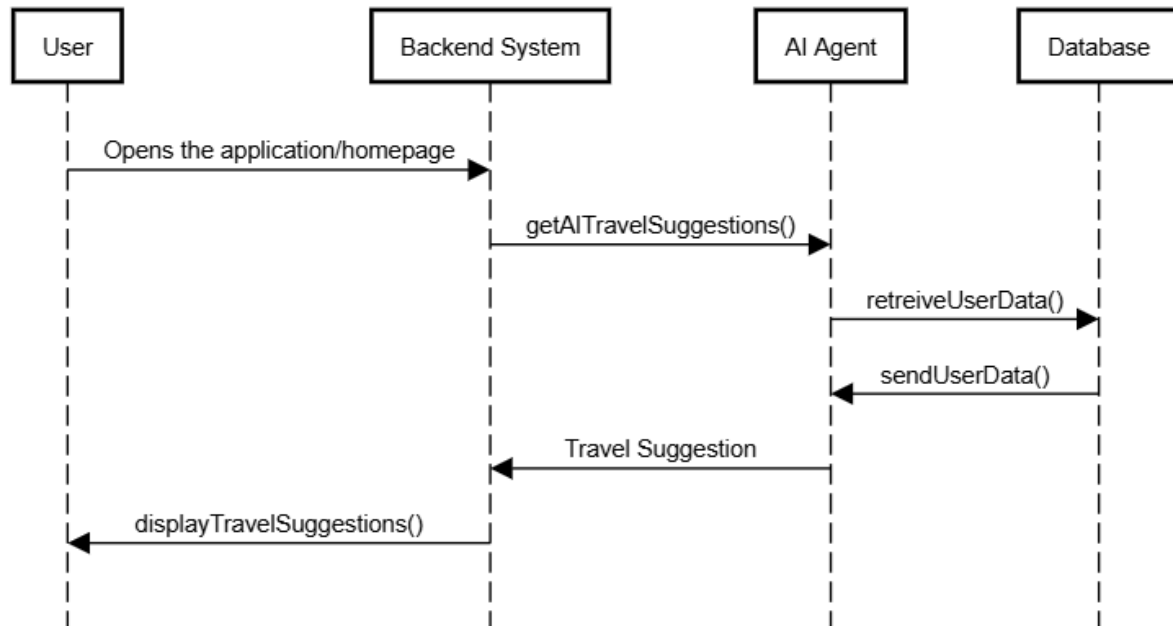 User
Backend System
AI Agent
Database
Opens the application/homepage
getAITravelSuggestions()
retreiveUserData()
sendUserData()
Travel Suggestion
displayTravelSuggestions()